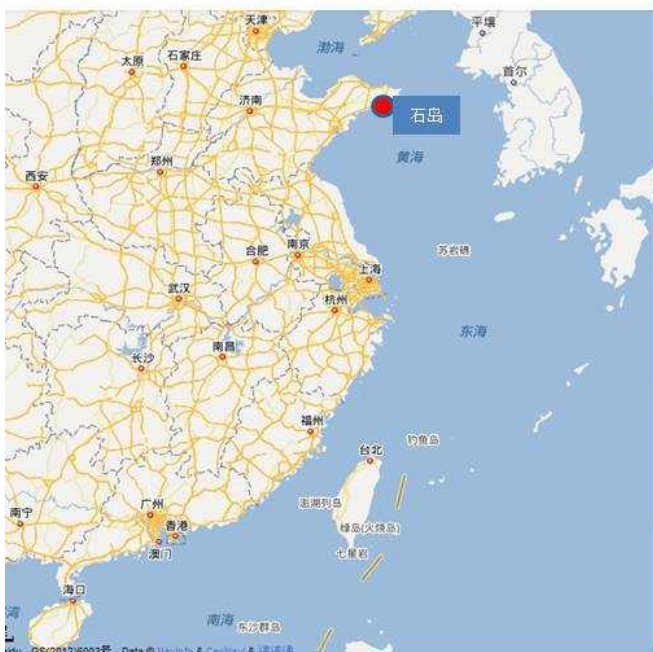 天津
平壤
渤海
太原
石家庄
首尔
济南
石岛
黄海
郑州
西安
南京
合肥
苏岩礁
上海
武汉
杭州
东海
南昌
长沙
福州
钓鱼岛
台北
澎湖列岛
广州
南宁
香港
绿岛(火烧岛)
澳门
七星岩
海口
南海
东沙群岛